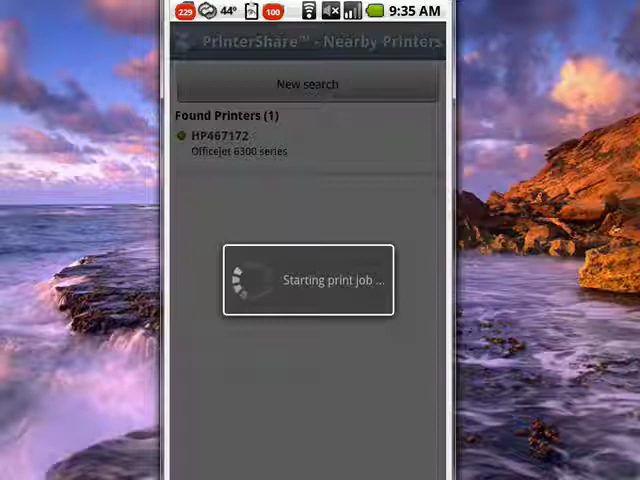 229 44° 100 9:35 AM
PrinterShare™ - Nearby Printers
New search
Found Printers (1)
HP467172
Officejet 6300 series
Starting print job ...